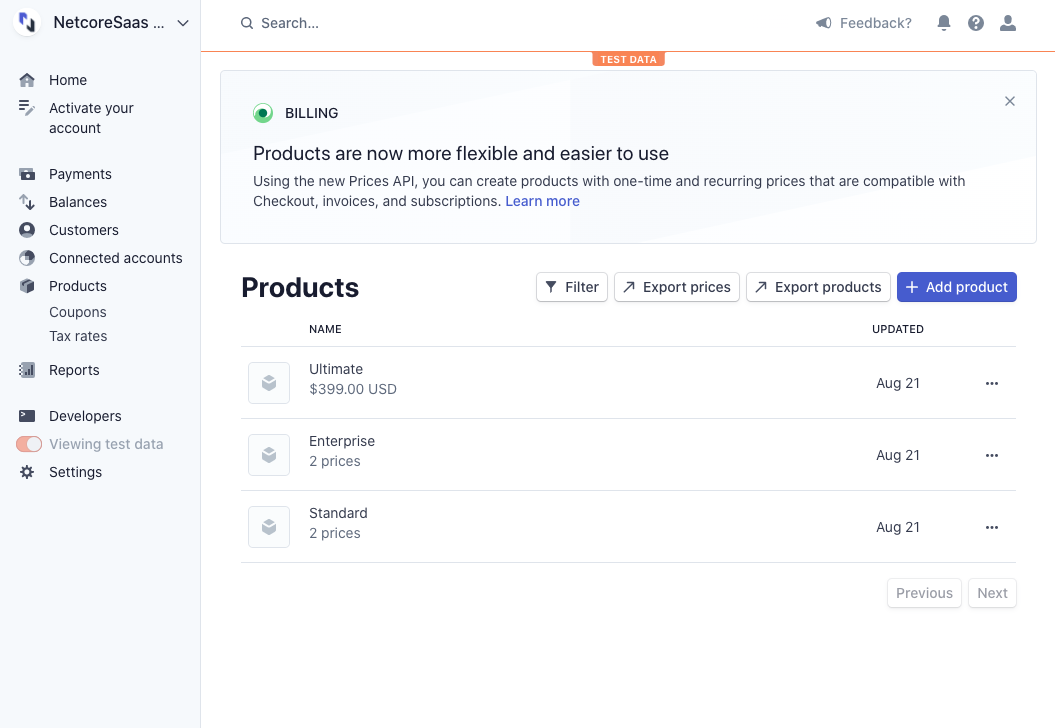 NetcoreSaas ...
Search...
Feedback?
TEST DATA
Home
Activate your
account
Payments
Balances
Customers
Connected accounts
Products
Coupons
Tax rates
Reports
Developers
Viewing test data
Settings
BILLING
Products are now more flexible and easier to use
Using the new Prices API, you can create products with one-time and recurring prices that are compatible with
Checkout, invoices, and subscriptions. Learn more
Products
Filter
Export prices
Export products
Add product
NAME UPDATED
Ultimate
$399.00 USD
Aug 21
Enterprise
2 prices
Aug 21
Standard
2 prices
Aug 21
Previous Next